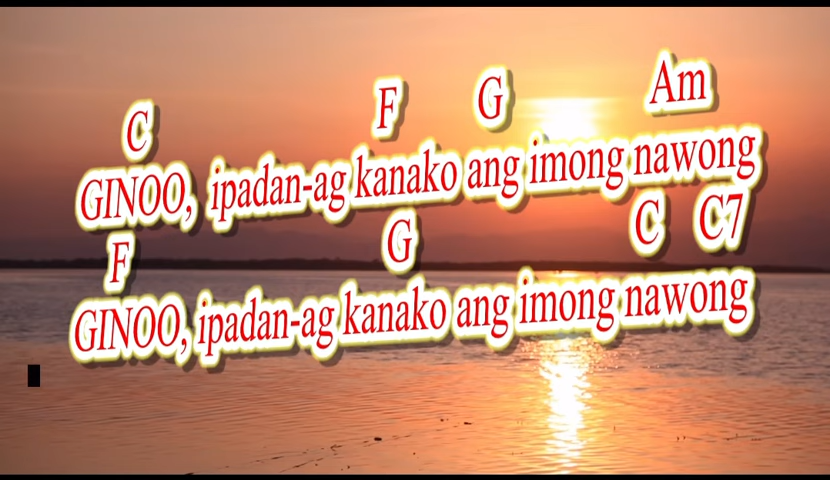 C F G Am
GINOO, ipadan-ag kanako ang imong nawong
F G C C7
GINOO, ipadan-ag kanako ang imong nawong